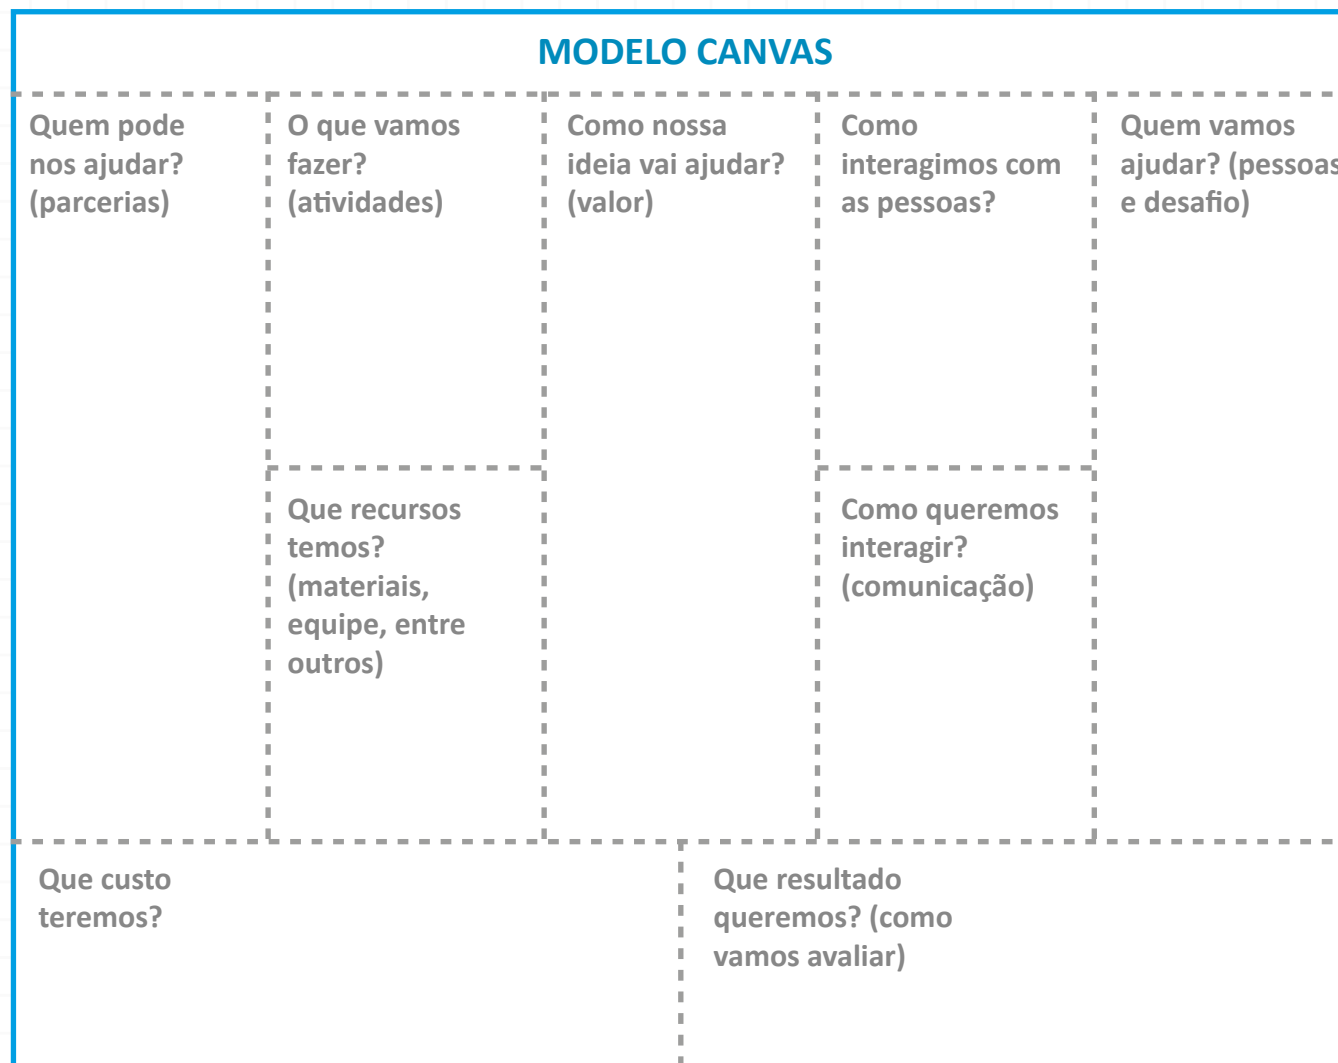 MODELO CANVAS
Quem pode
nos ajudar?
(parcerias)
O que vamos
fazer?
(atividades)
Como nossa
ideia vai ajudar?
(valor)
Como
interagimos com
as pessoas?
Quem vamos
ajudar? (pessoas
e desafio)
Que recursos
temos?
(materiais,
equipe, entre
outros)
Como queremos
interagir?
(comunicação)
Que custo
teremos?
Que resultado
queremos? (como
vamos avaliar)